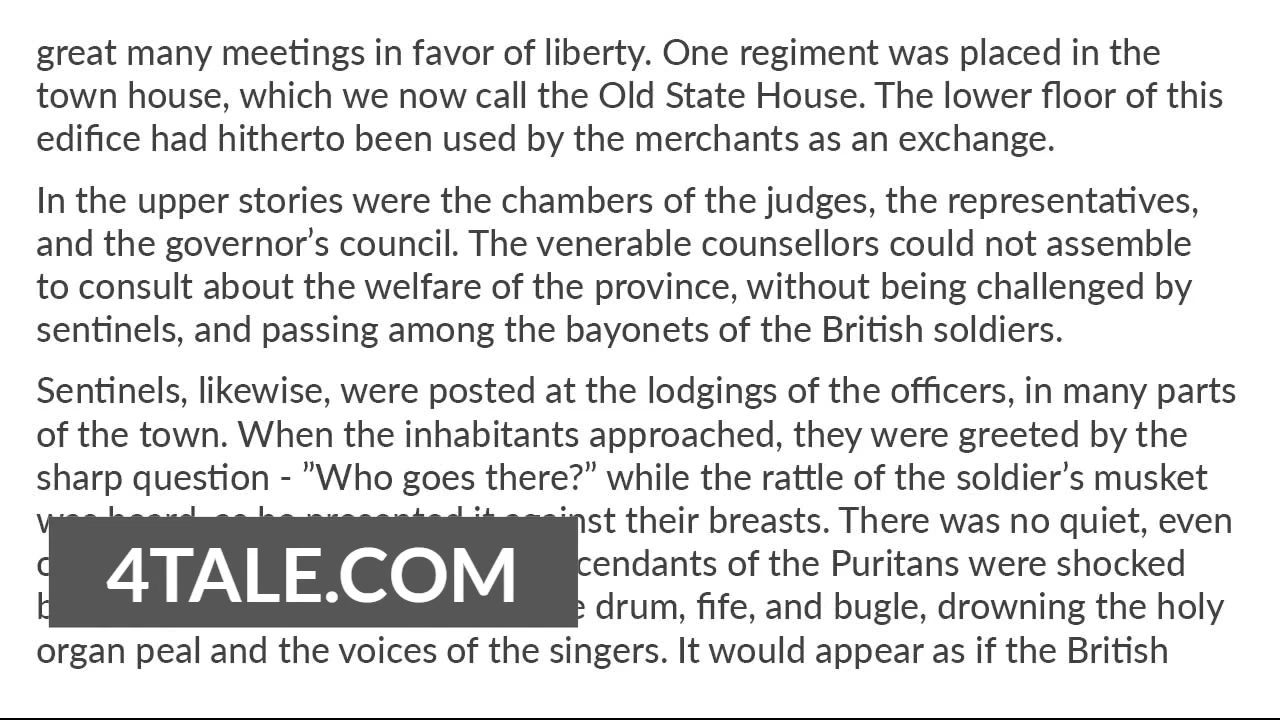 great many meetings in favor of liberty. One regiment was placed in the
town house, which we now call the Old State House. The lower floor of this
edifice had hitherto been used by the merchants as an exchange.
In the upper stories were the chambers of the judges, the representatives,
and the governor’s council. The venerable counsellors could not assemble
to consult about the welfare of the province, without being challenged by
sentinels, and passing among the bayonets of the British soldiers.
Sentinels, likewise, were posted at the lodgings of the officers, in many parts
of the town. When the inhabitants approached, they were greeted by the
sharp question - ”Who goes there?” while the rattle of the soldier’s musket
was heard, as he presented it against their breasts. There was no quiet, even
of the Puritans were shocked
drum, fife, and bugle, drowning the holy
organ peal and the voices of the singers. It would appear as if the British
4TALE.COM